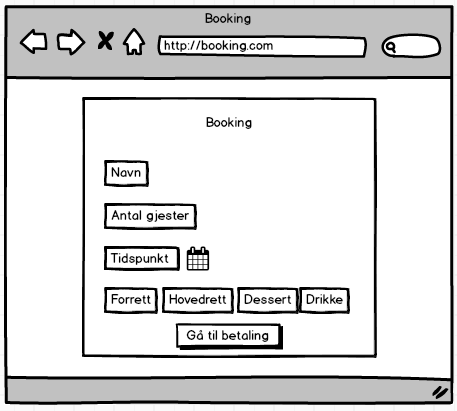 Booking
http://booking.com
Booking
Navn
Antal gjester
Tidspunkt
Forrett Hovedrett Dessert Drikke
Gå til betaling